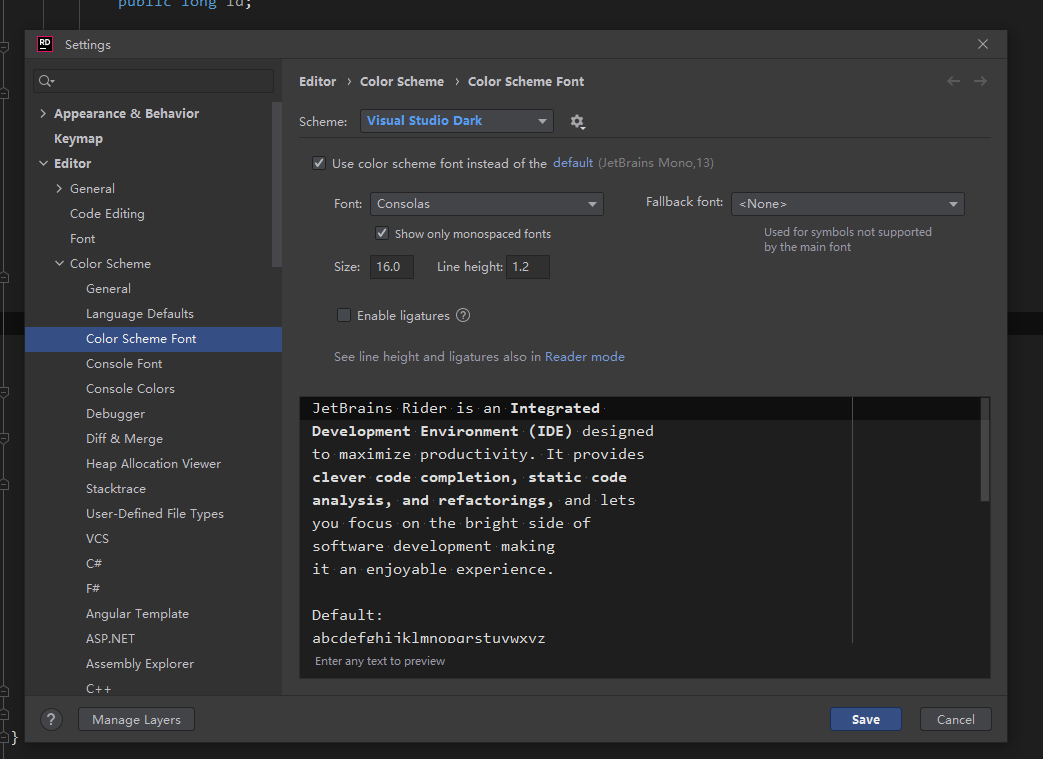 public long id;
RD Settings
Editor › Color Scheme › Color Scheme Font
Appearance & Behavior
Keymap
Editor
General
Code Editing
Font
Color Scheme
General
Language Defaults
Color Scheme Font
Console Font
Console Colors
Debugger
Diff & Merge
Heap Allocation Viewer
Stacktrace
User-Defined File Types
VCS
C#
F#
Angular Template
ASP.NET
Assembly Explorer
C++
Scheme: Visual Studio Dark
Use color scheme font instead of the default (JetBrains Mono,13)
Font: Consolas Fallback font: <None>
Show only monospaced fonts
Used for symbols not supported
by the main font
Size: 16.0 Line height: 1.2
Enable ligatures ?
See line height and ligatures also in Reader mode
JetBrains Rider is an Integrated
Development Environment (IDE) designed
to maximize productivity. It provides
clever code completion, static code
analysis, and refactorings, and lets
you focus on the bright side of
software development making
it an enjoyable experience.
Default:
abcdefghijklmnopqrstuvwxyz
Enter any text to preview
? Manage Layers Save Cancel
}